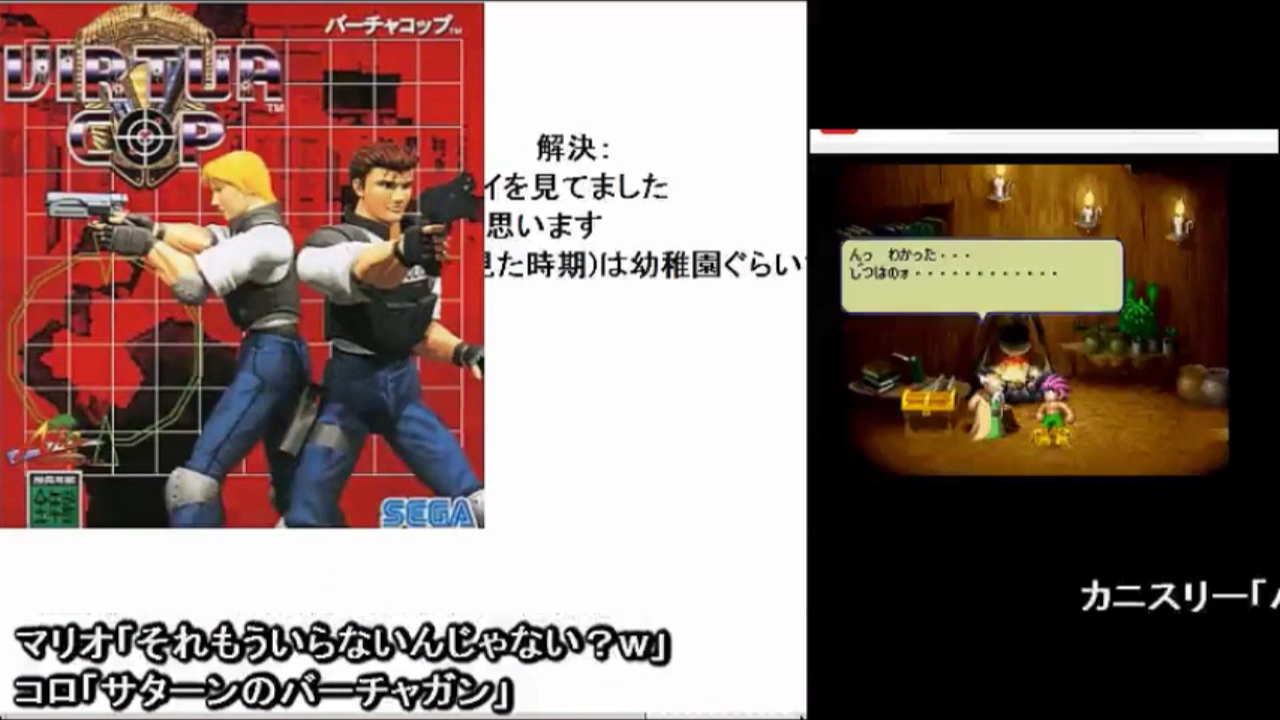 バーチャコップ™
VIRTUA
COP
SEGA
解決：
イを見てました
思います
見た時期)は幼稚園ぐらい
んっ　わかった・・・
じつはのォ・・・・・・・・・・・・
カニスリー「
マリオ「それもういらないんじゃない？w」
コロ「サターンのバーチャガン」